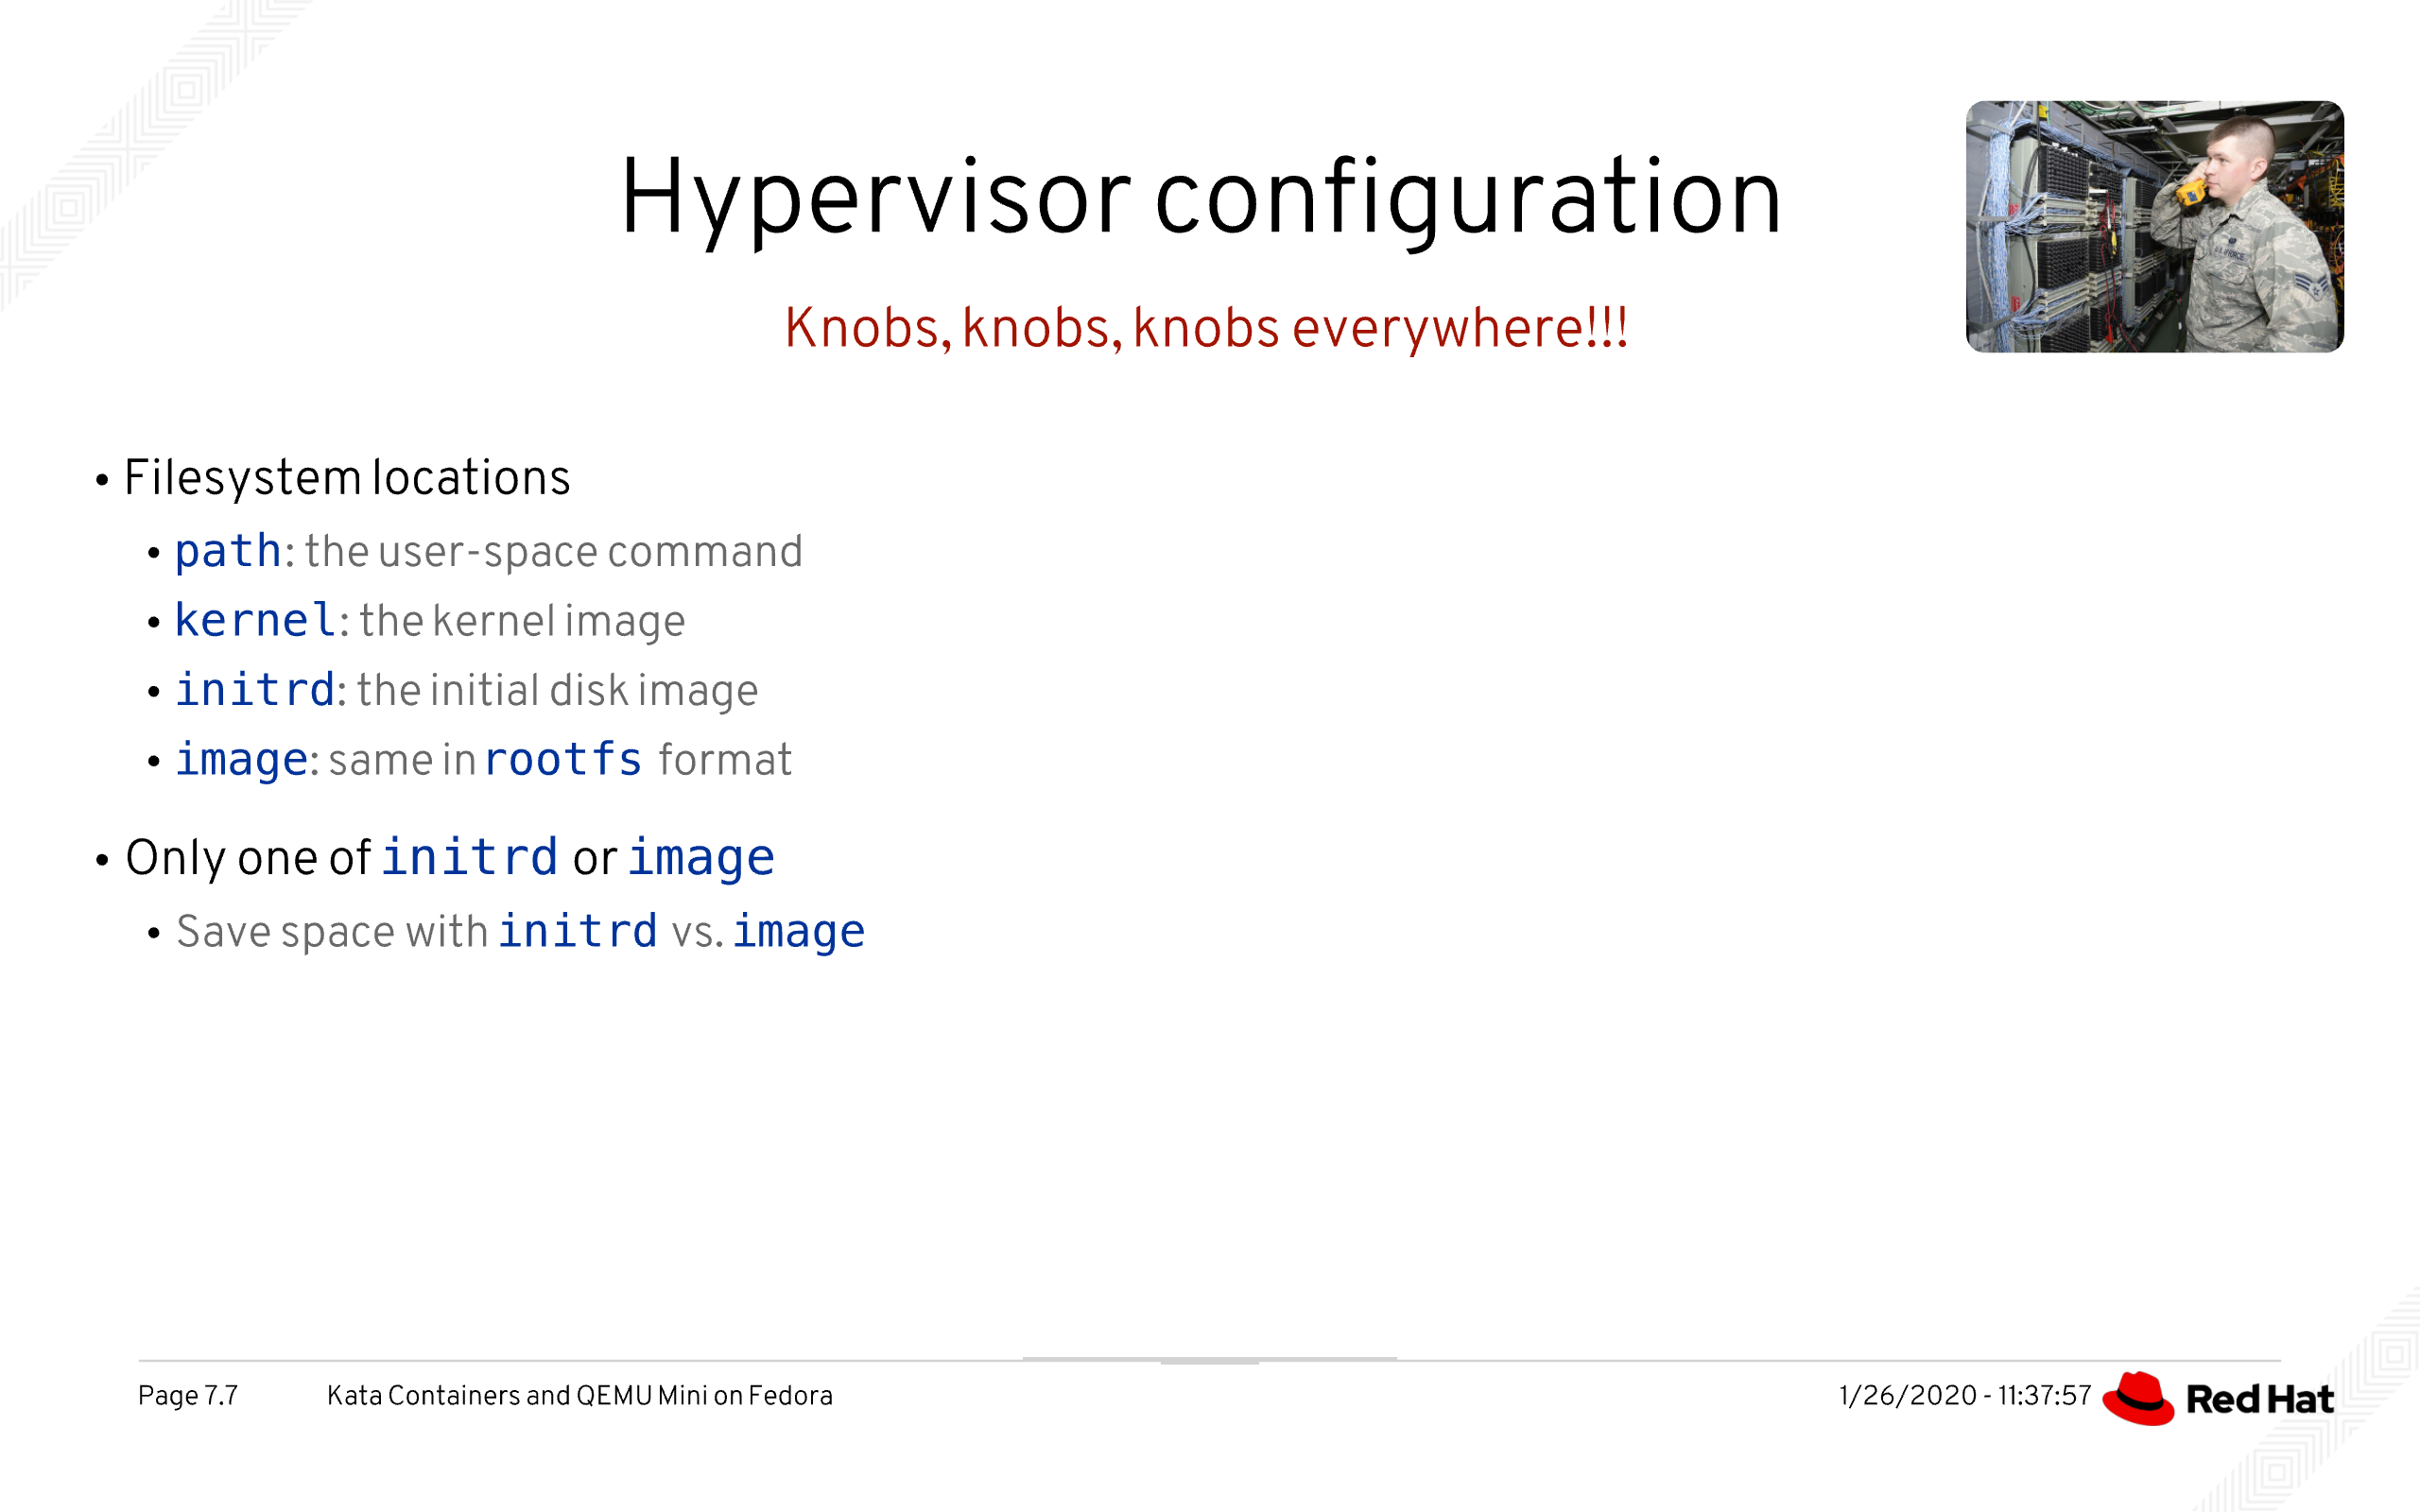 Hypervisor configuration
Knobs, knobs, knobs everywhere!!!
• Filesystem locations
• path: the user-space command
• kernel: the kernel image
• initrd: the initial disk image
• image: same in rootfs format
• Only one of initrd or image
• Save space with initrd vs. image
Page 7.7 Kata Containers and QEMU Mini on Fedora 1/26/2020 - 11:37:57 Red Hat